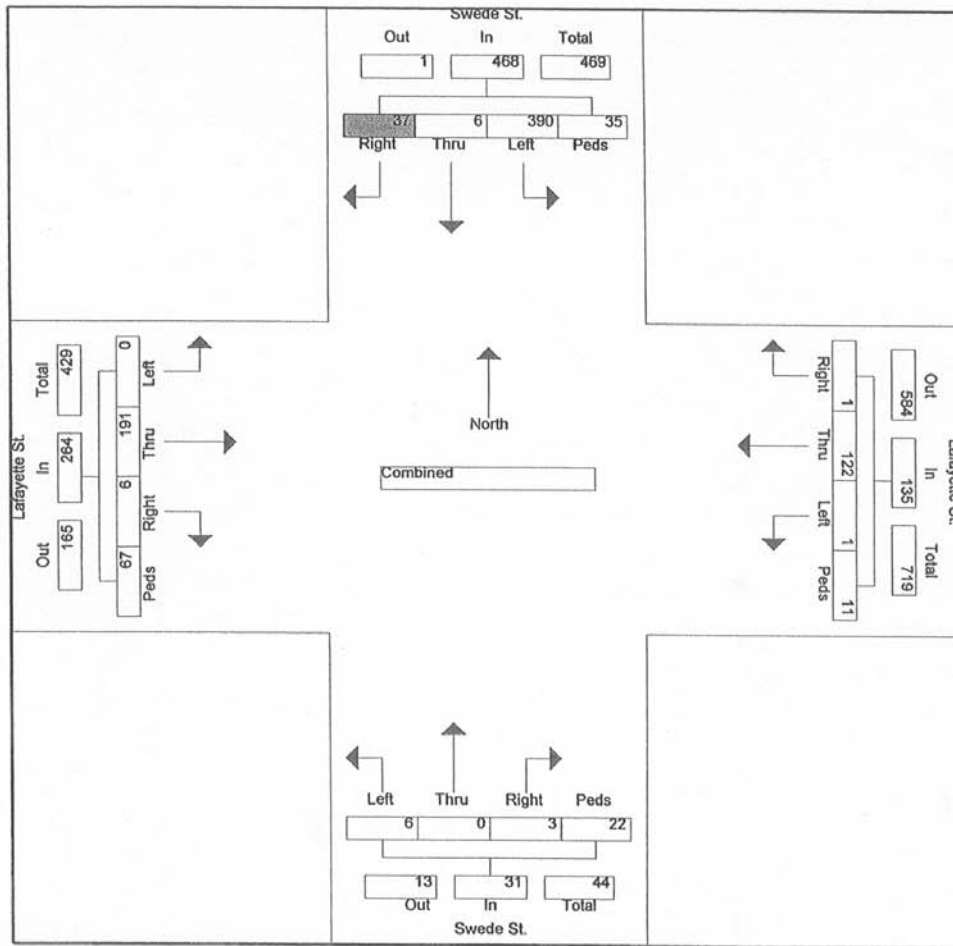 Swede St.
Out In Total
1 468 469
37 6 390 35
Right Thru Left Peds
Lafayette St.
Total In Out
429 264 165
0 191 6 67
Left Thru Right Peds
North
Combined
Right Thru Left Peds
1 122 1 11
584 135 719
Out In Total
Lafayette St.
Left Thru Right Peds
6 0 3 22
13 31 44
Out In Total
Swede St.